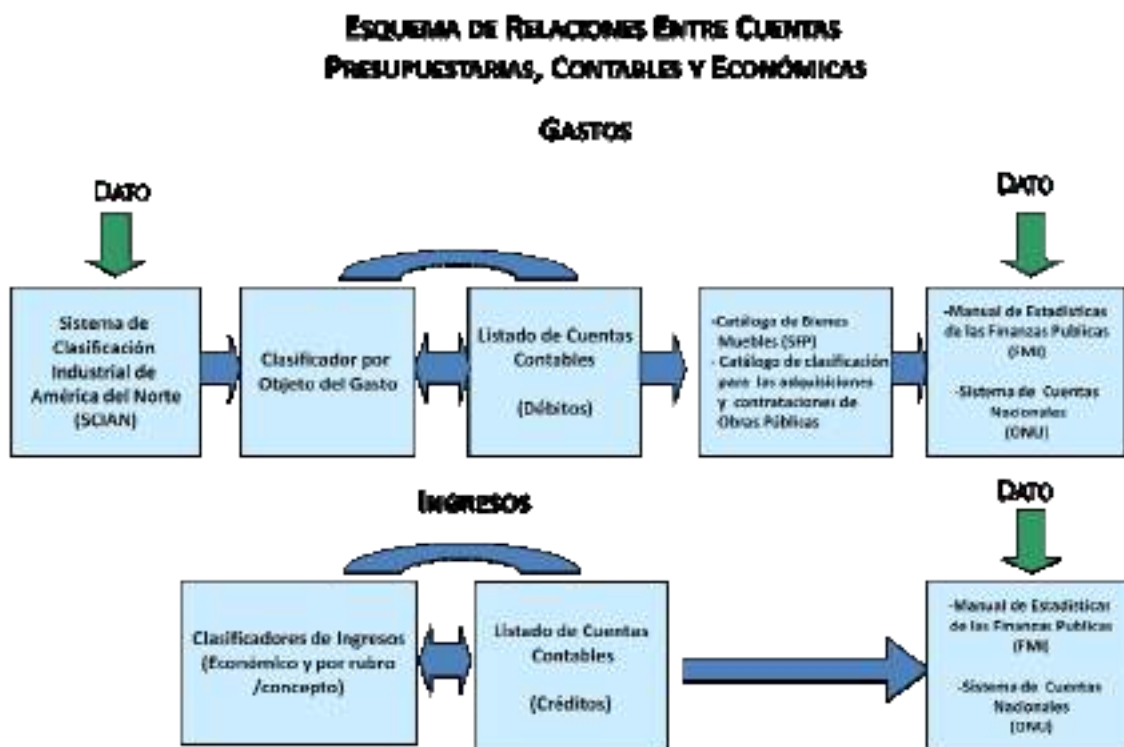 ESQUEMA DE RELACIONES ENTRE CUENTAS
PRESUPUESTARIAS, CONTABLES Y ECONÓMICAS
GASTOS
DATO
DATO
Sistema de
Clasificación
Industrial de
América del Norte
(SCIAN)
Clasificador por
Objeto del Gasto
Listado de Cuentas
Contables
(Débitos)
-Catálogo de Bienes
Muebles (SFP)
- Catálogo de clasificación
para las adquisiciones
y contrataciones de
Obras Públicas
-Manual de Estadísticas
de las Finanzas Publicas
(FMI)
-Sistema de Cuentas
Nacionales
(ONU)
INGRESOS
DATO
Clasificadores de Ingresos
(Económico y por rubro
/concepto)
Listado de Cuentas
Contables
(Créditos)
-Manual de Estadísticas
de las Finanzas Publicas
(FMI)
-Sistema de Cuentas
Nacionales
(ONU)